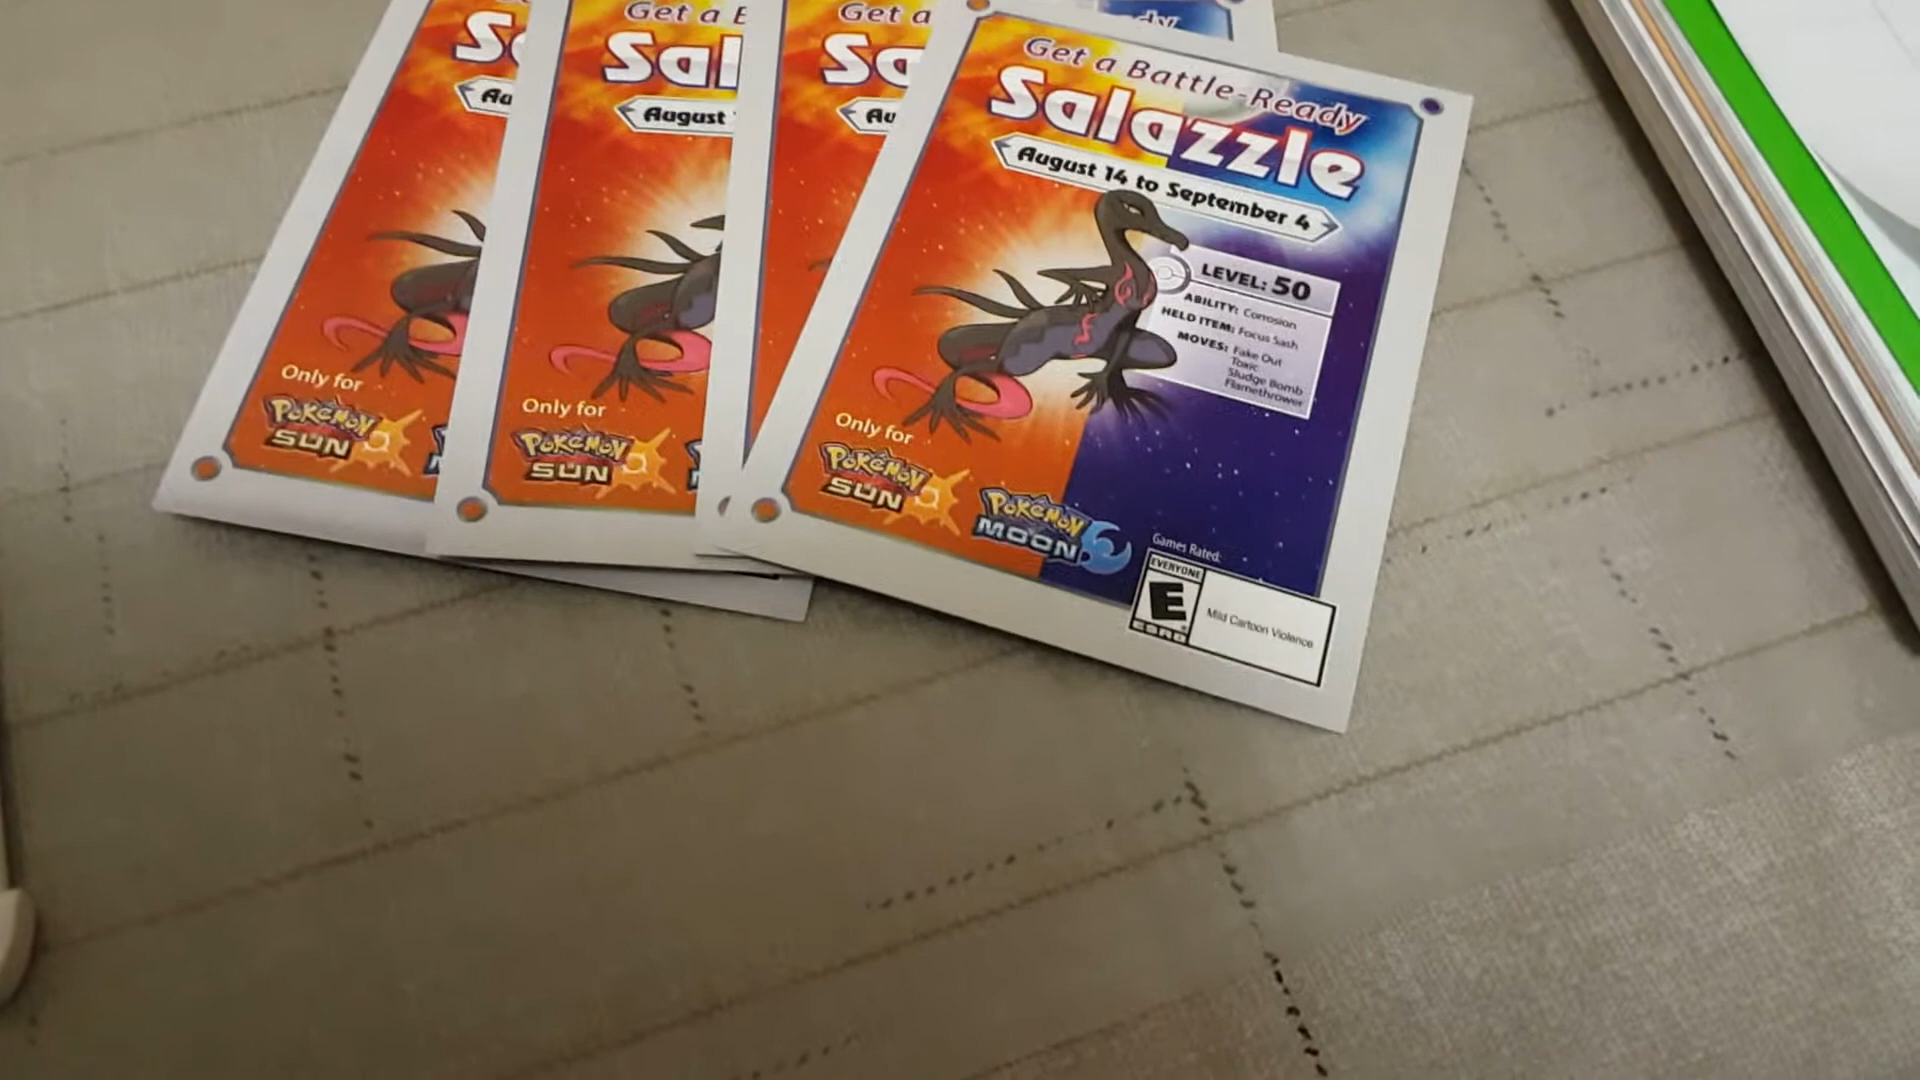 Get a B
Sal
August
Only for
POKéMON
SUN
Get a
Sa
Au
S
Au
Only for
POKéMON
SUN
Ready
Get a Battle-Ready
Salazzle
August 14 to September 4
LEVEL: 50
ABILITY: Corrosion
HELD ITEM: Focus Sash
MOVES: Fake Out
Toxic
Sludge Bomb
Flamethrower
Only for
POKéMON
SUN
POKéMON
MOON
Games Rated:
EVERYONE
E
ESRB
Mild Cartoon Violence